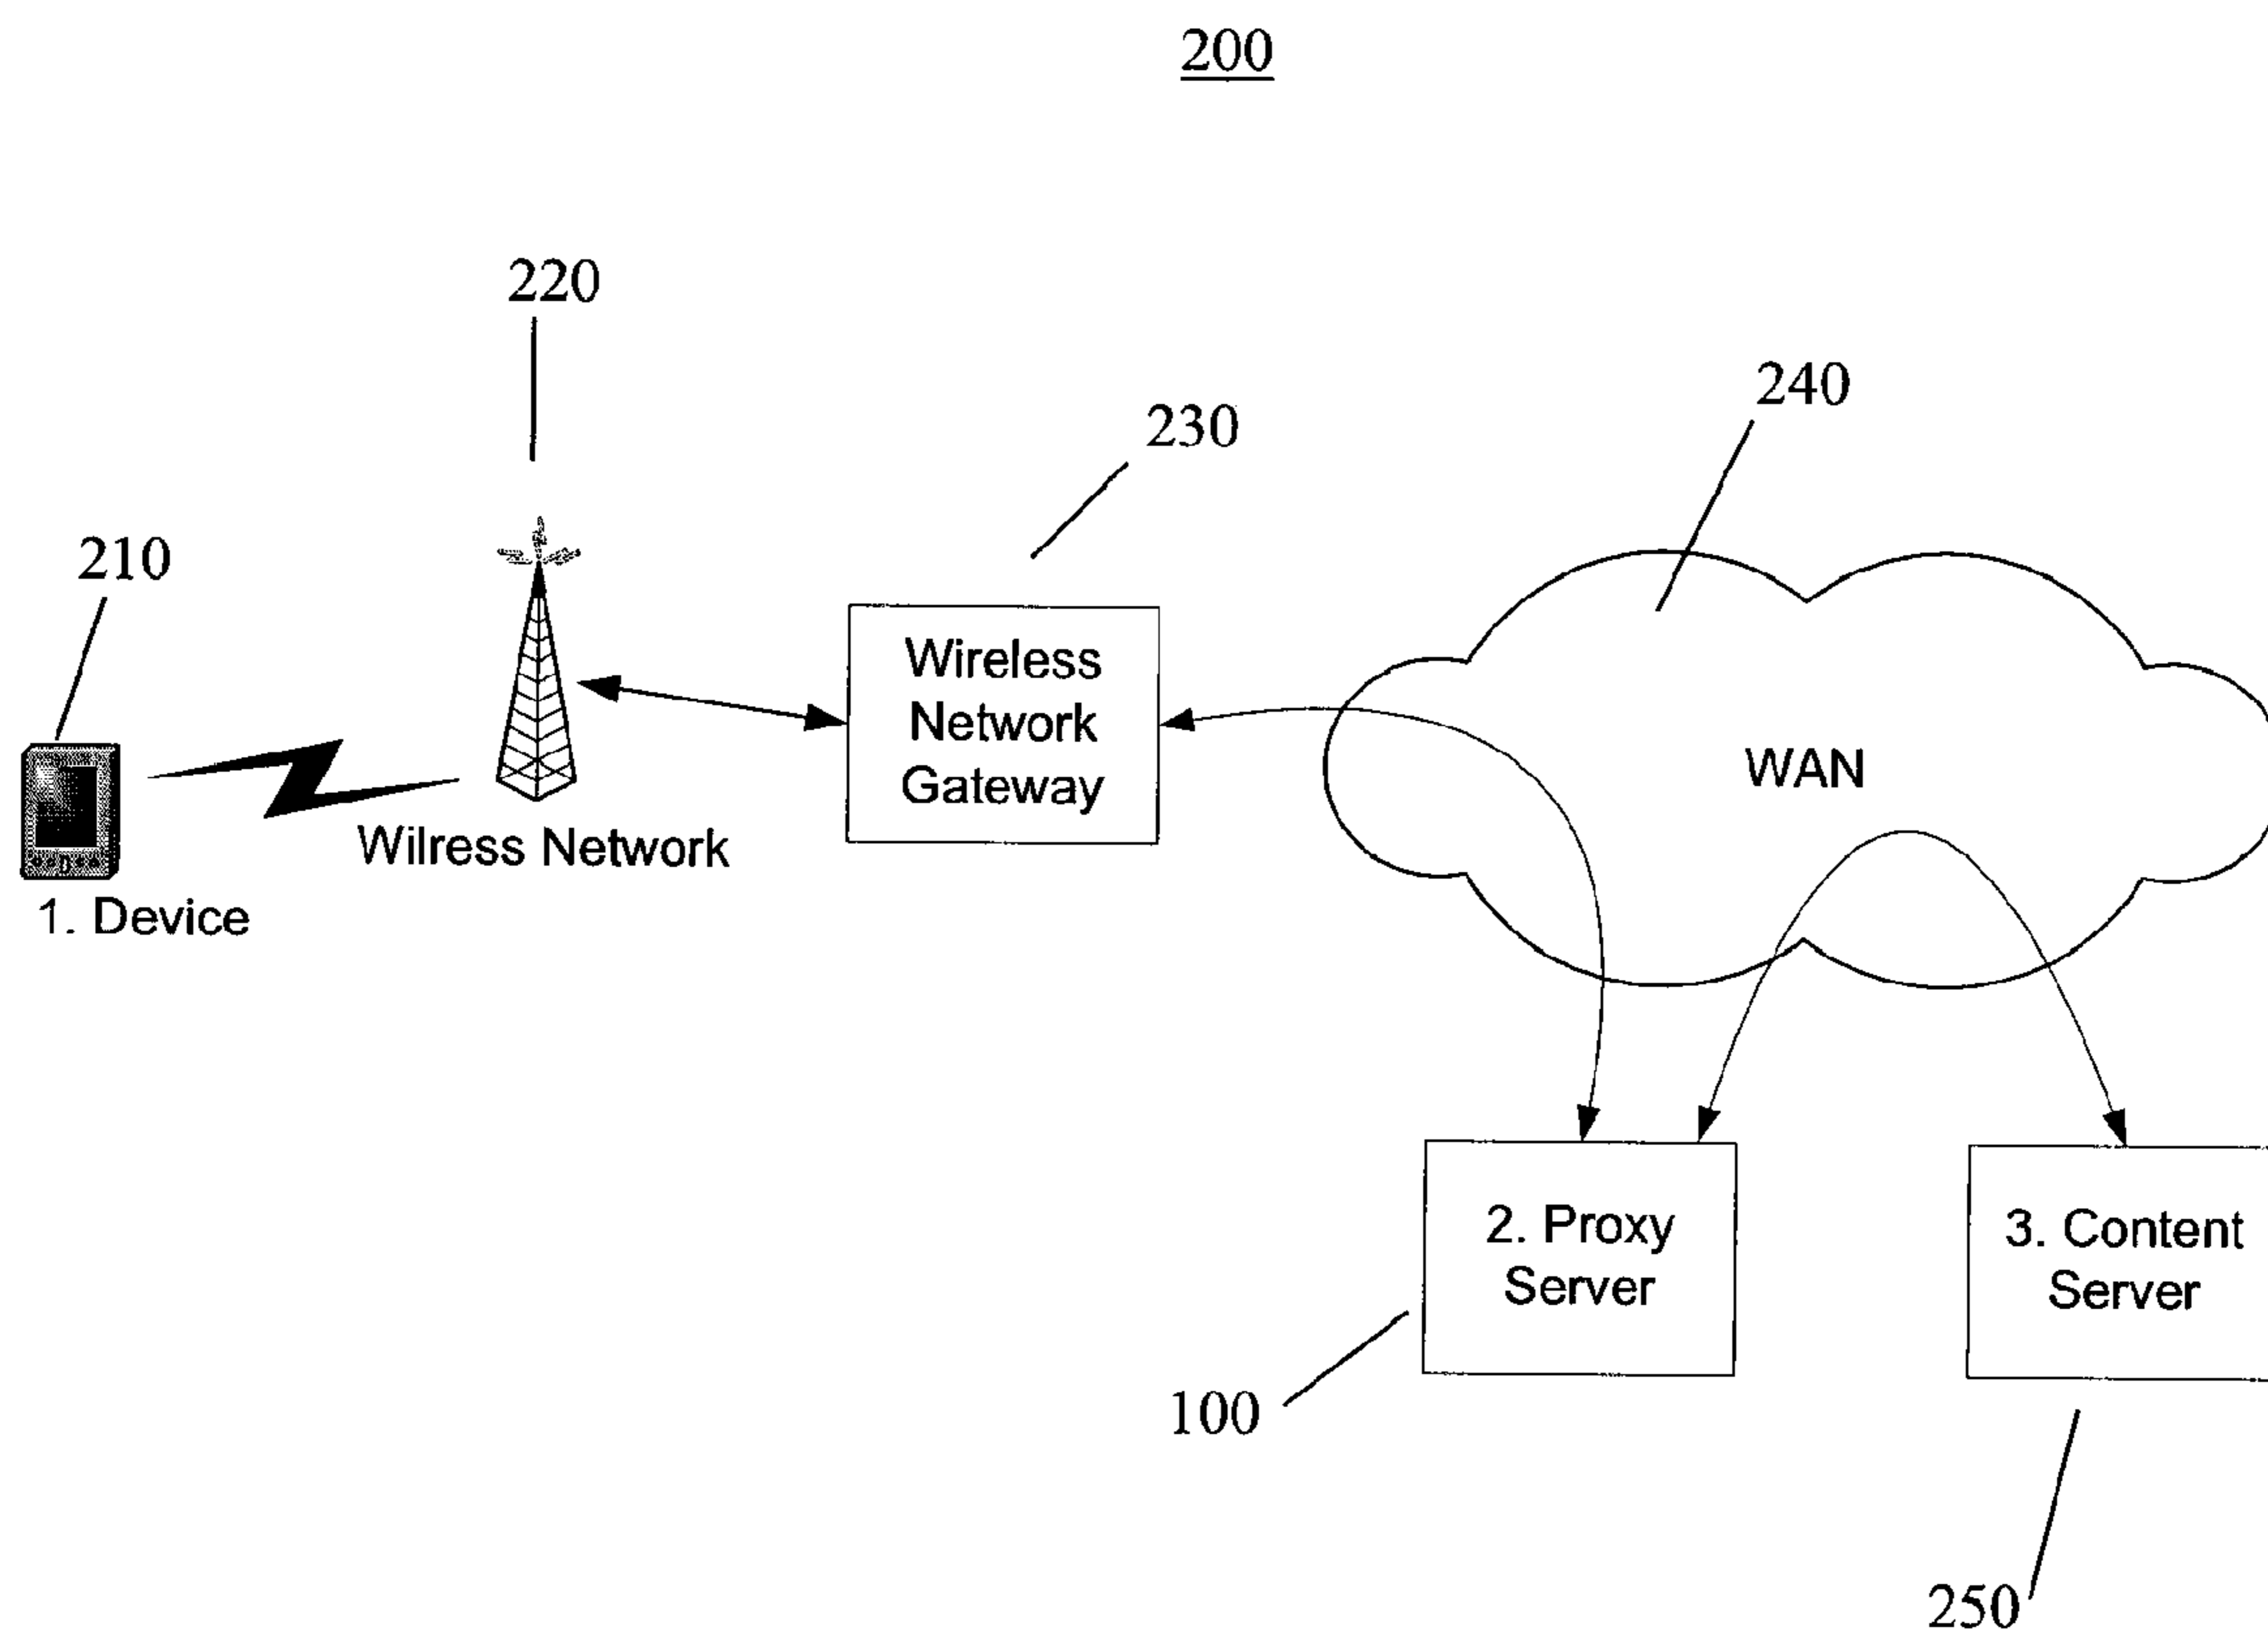 200
220
240
230
210
Wireless
Network
Gateway
WAN
Wilress Network
1. Device
2. Proxy
Server
3. Content
Server
100
250